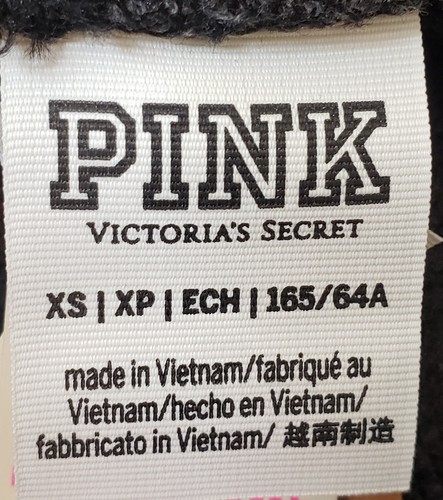 PINK
VICTORIA'S SECRET
XS | XP | ECH | 165/64A
made in Vietnam/fabriqué au
Vietnam/hecho en Vietnam/
fabbricato in Vietnam/ 越南制造